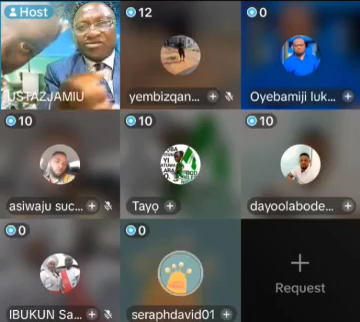 Host
USTAZJAMIU
12
yembizqan...
0
Oyebamiji luk...
10
asiwaju suc...
10
Tayọ
10
dayoolabode...
0
IBUKUN Sa...
0
seraphdavid01
Request